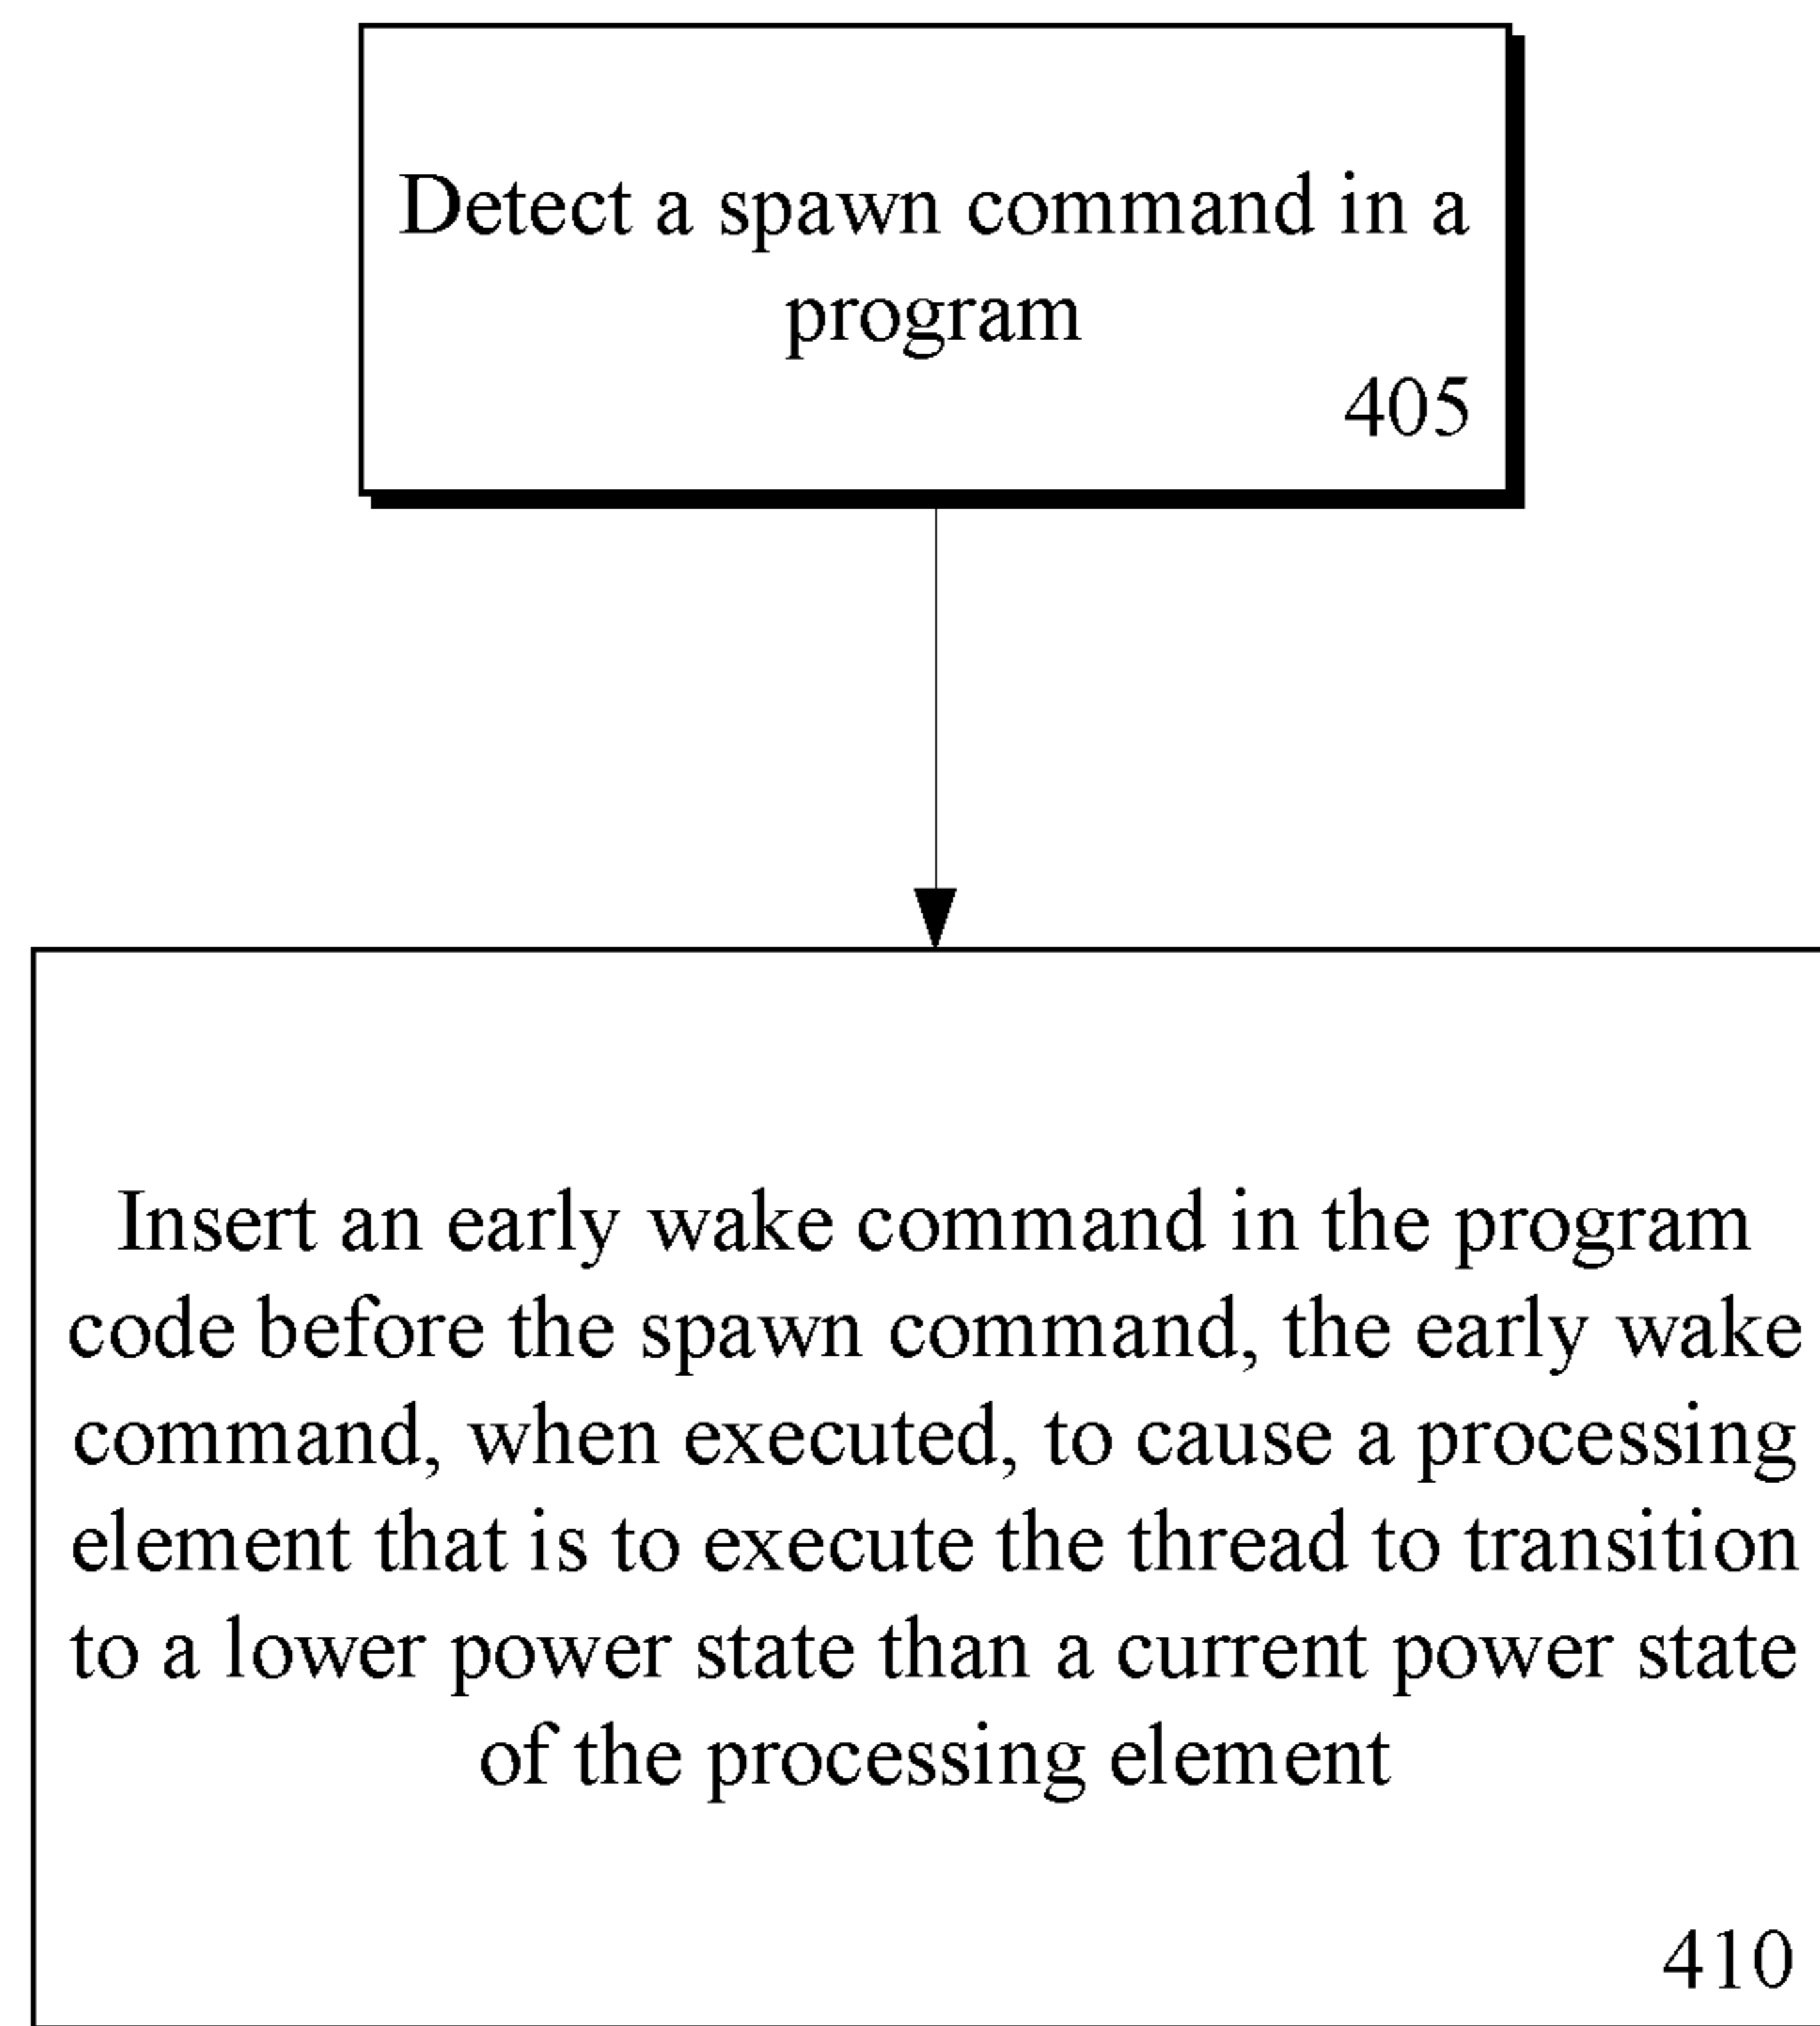 Detect a spawn command in a
program
405
Insert an early wake command in the program
code before the spawn command, the early wake
command, when executed, to cause a processing
element that is to execute the thread to transition
to a lower power state than a current power state
of the processing element
410